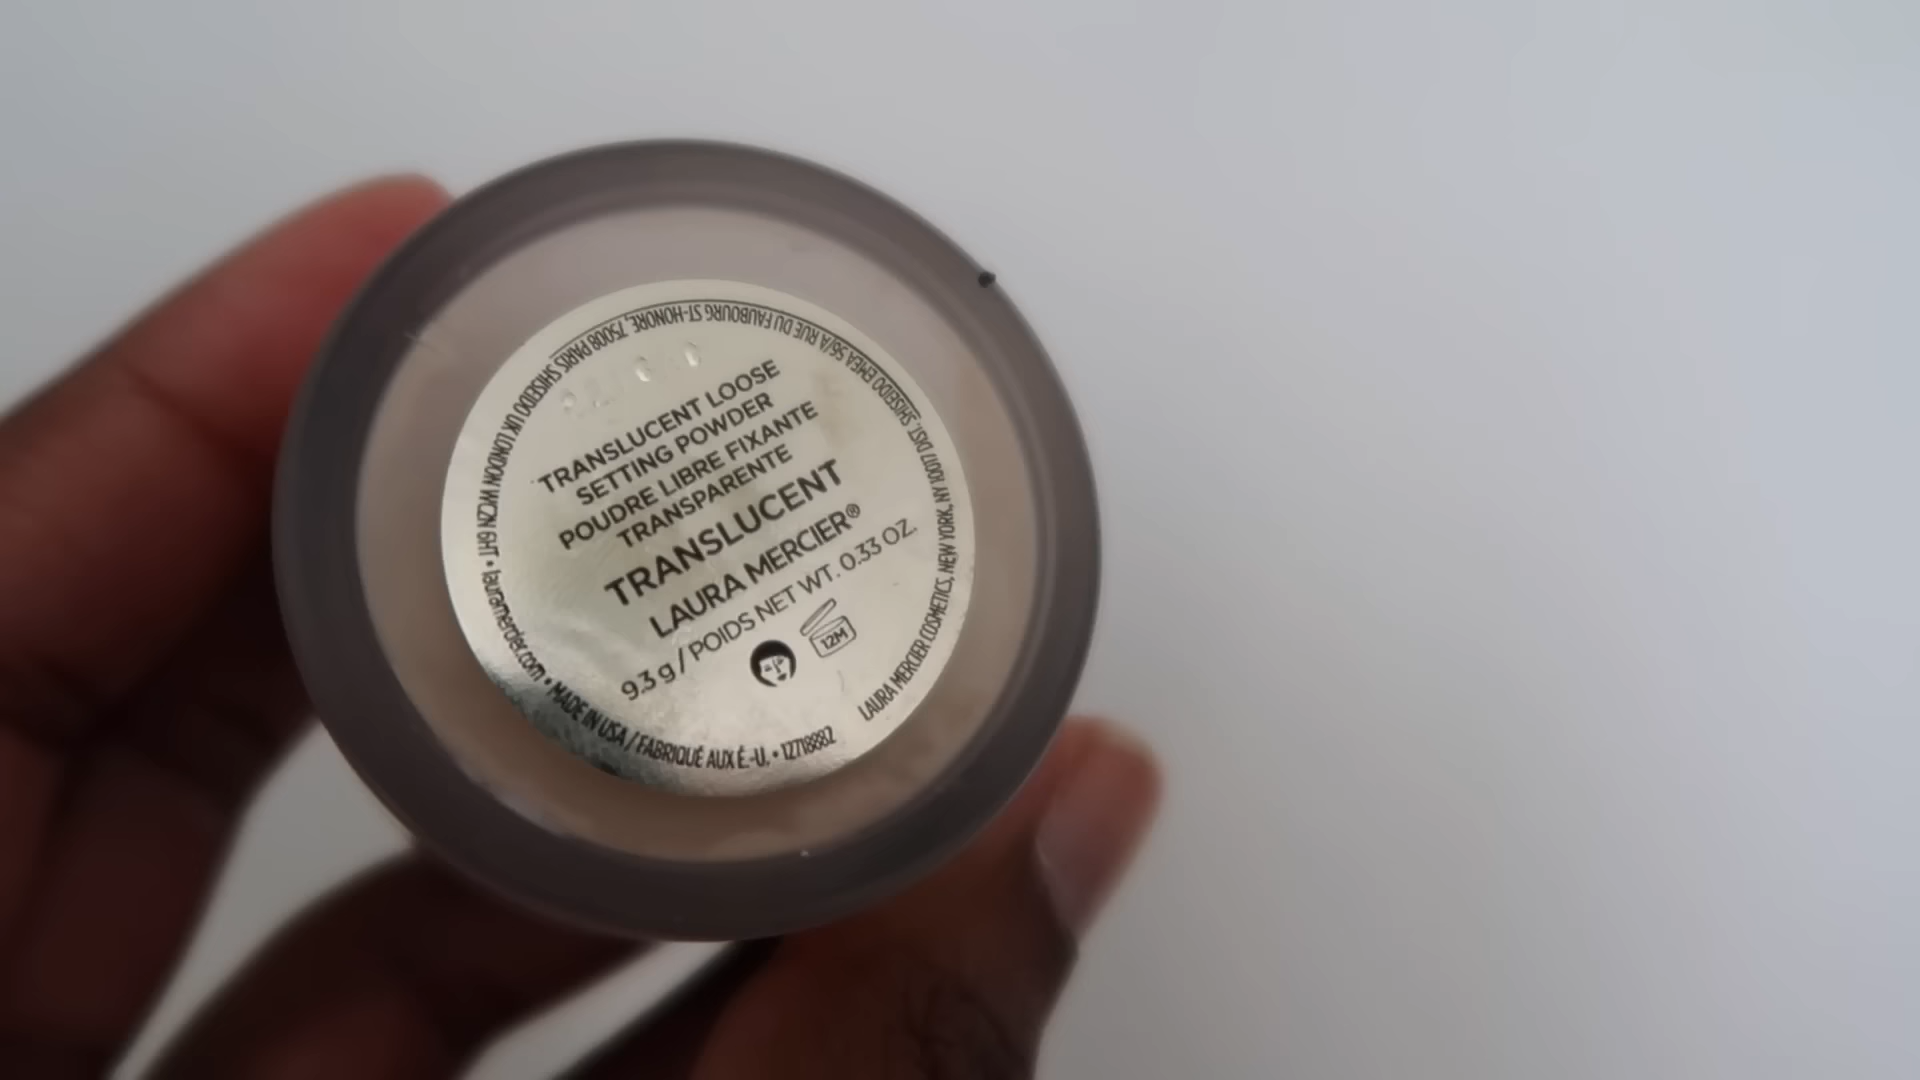 TRANSLUCENT LOOSE
SETTING POWDER
POUDRE LIBRE FIXANTE
TRANSPARENTE
TRANSLUCENT
LAURA MERCIER®
9.3 g / POIDS NET WT. 0.33 OZ.
12M
LAURA MERCIER COSMETICS, NEW YORK, NY 10017 DIST. SHISEIDO EMEA 56/A RUE DU FAUBOURG ST-HONORE, 75008 PARIS SHISEIDO UK LONDON WC2N 6HT • lauramercier.com • MADE IN USA / FABRIQUÉ AUX É.-U. • 12718882